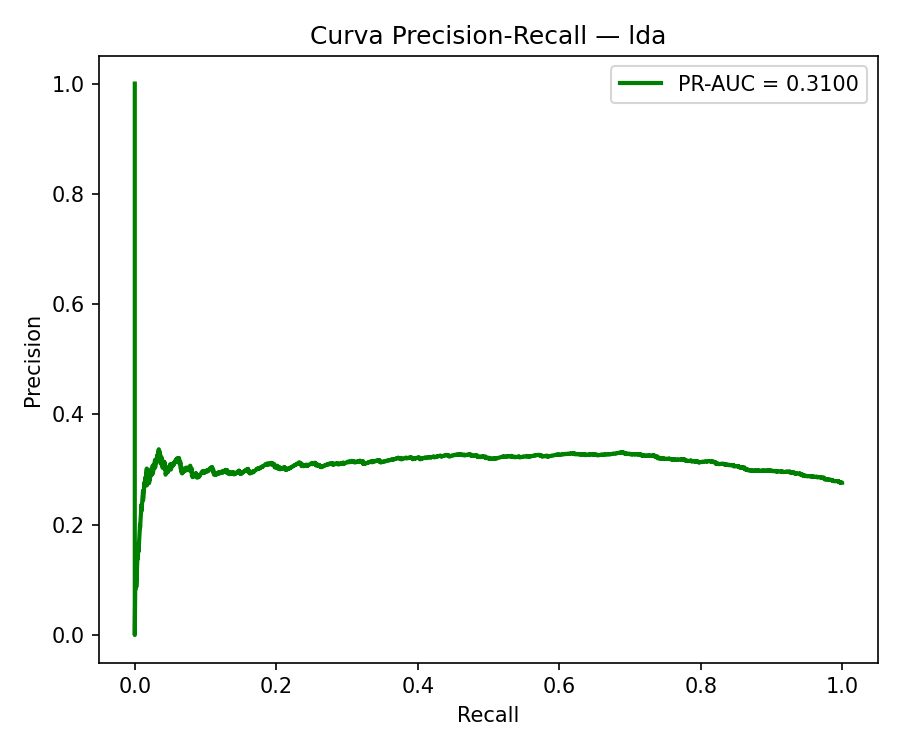 Curva Precision-Recall — lda
PR-AUC = 0.3100
Precision
1.0
0.8
0.6
0.4
0.2
0.0
0.0 0.2 0.4 0.6 0.8 1.0
Recall